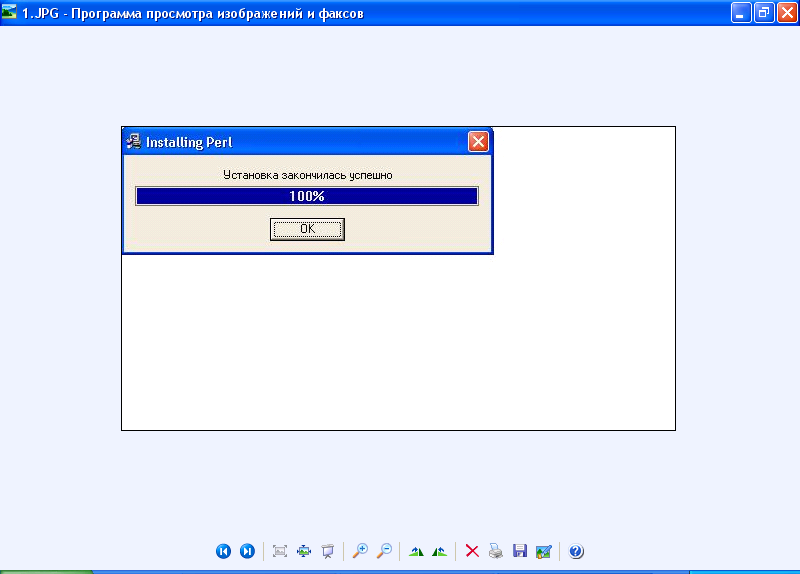 1.JPG - Программа просмотра изображений и факсов
Installing Perl
Установка закончилась успешно
100%
OK